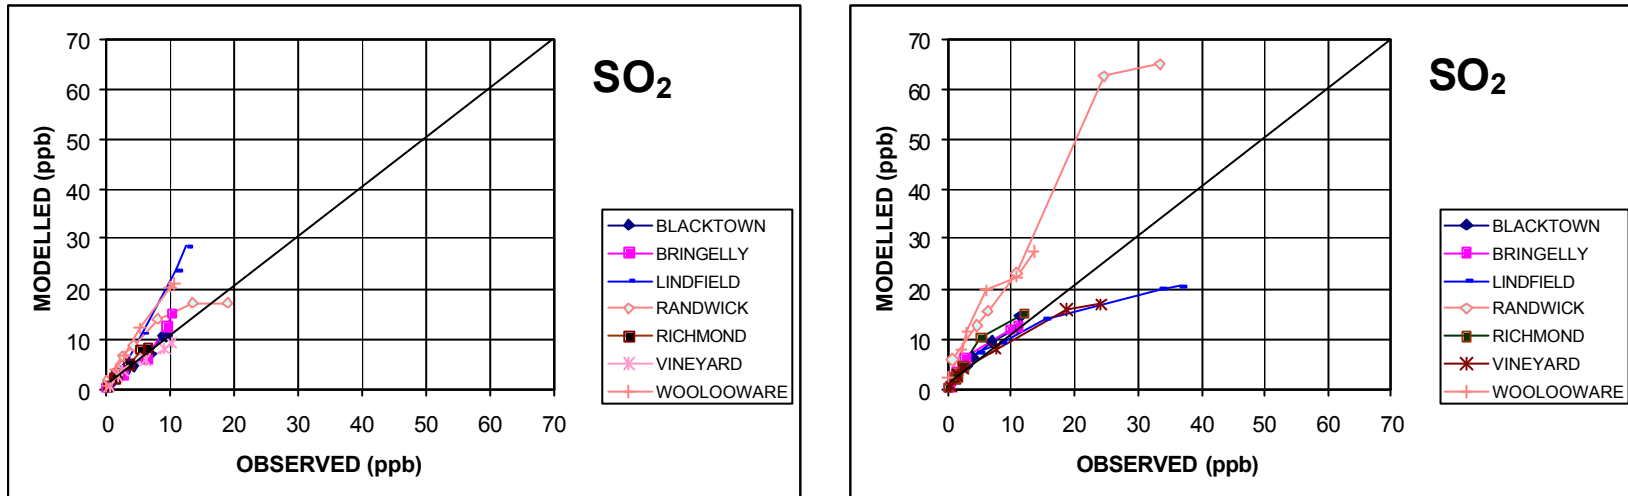 SO2
70
60
50
40
30
20
10
0
MODELLED (ppb)
0 10 20 30 40 50 60 70
OBSERVED (ppb)
BLACKTOWN
BRINGELLY
LINDFIELD
RANDWICK
RICHMOND
VINEYARD
WOOLOOWARE
SO2
70
60
50
40
30
20
10
0
MODELLED (ppb)
0 10 20 30 40 50 60 70
OBSERVED (ppb)
BLACKTOWN
BRINGELLY
LINDFIELD
RANDWICK
RICHMOND
VINEYARD
WOOLOOWARE